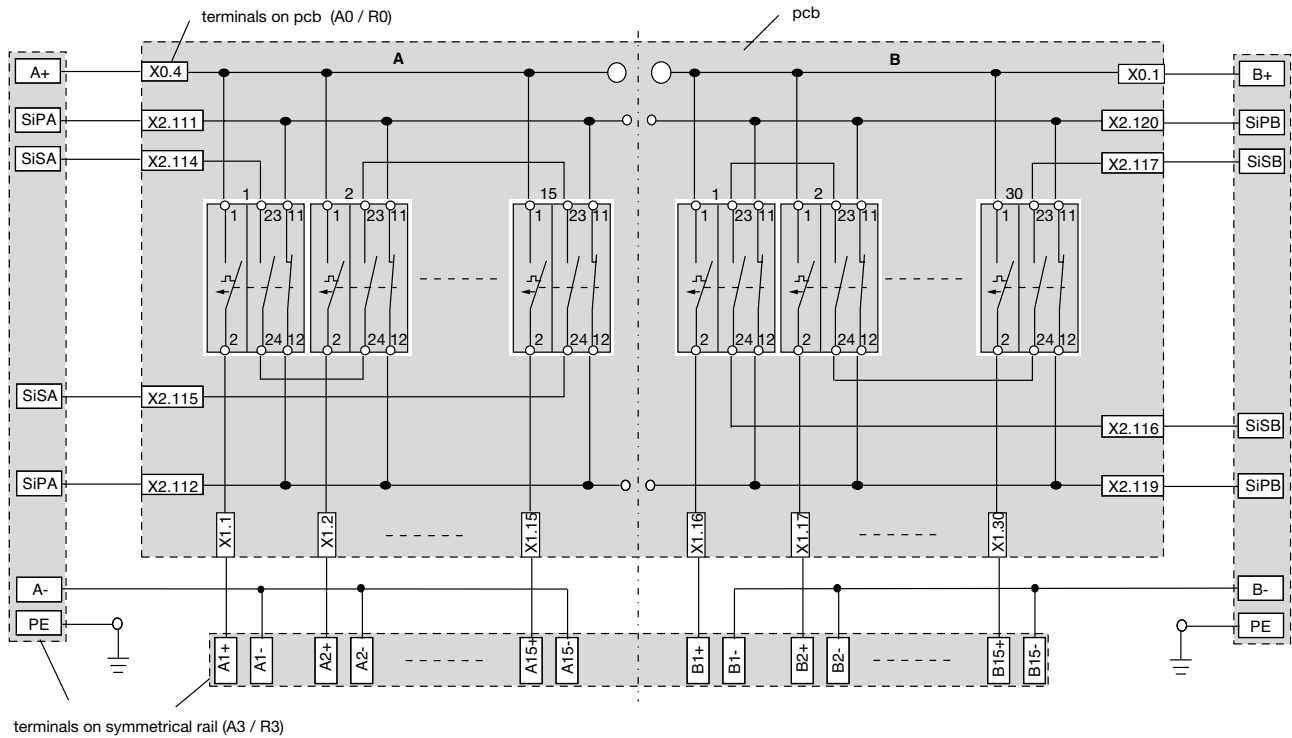 terminals on pcb (A0 / R0)
pcb
A
B
A+
X0.4
X0.1
B+
SiPA
X2.111
X2.120
SiPB
SiSA
X2.114
X2.117
SiSB
1
2
15
1
2
30
1 23 11
1 23 11
1 23 11
1 23 11
1 23 11
1 23 11
2 24 12
2 24 12
2 24 12
2 24 12
2 24 12
2 24 12
SiSA
X2.115
X2.116
SiSB
SiPA
X2.112
X2.119
SiPB
X1.1
X1.2
X1.15
X1.16
X1.17
X1.30
A-
B-
PE
PE
A1+
A1-
A2+
A2-
A15+
A15-
B1+
B1-
B2+
B2-
B15+
B15-
terminals on symmetrical rail (A3 / R3)